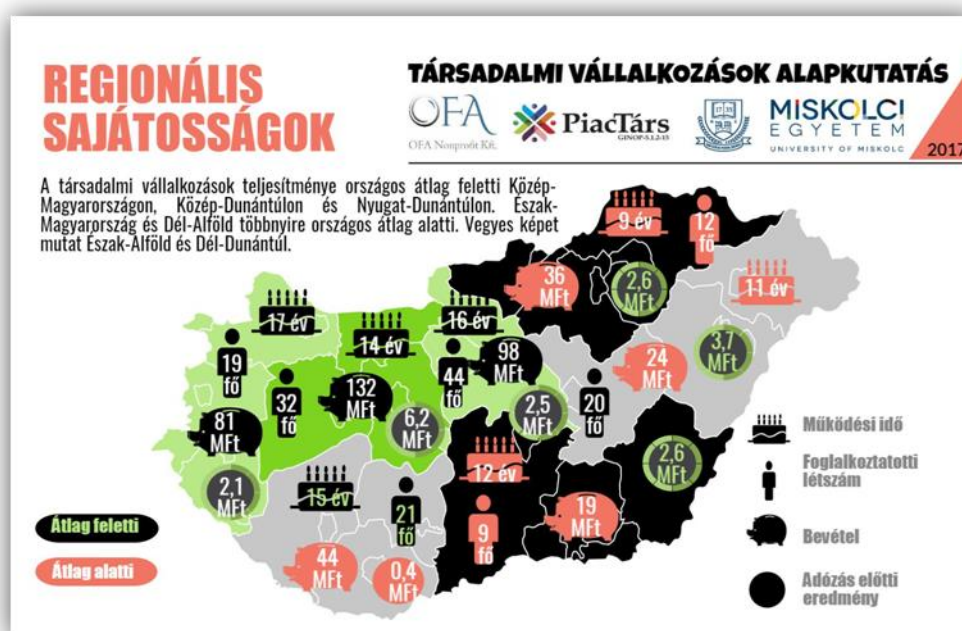 REGIONÁLIS
SAJÁTOSSÁGOK
TÁRSADALMI VÁLLALKOZÁSOK ALAPKUTATÁS
OFA
OFA Nonprofit Kft.
PiacTárs
GINOP-5.1.2-15
MISKOLCI
EGYETEM
UNIVERSITY OF MISKOLC
2017
A társadalmi vállalkozások teljesítménye országos átlag feletti Közép-
Magyarországon, Közép-Dunántúlon és Nyugat-Dunántúlon. Észak-
Magyarország és Dél-Alföld többnyire országos átlag alatti. Vegyes képet
mutat Észak-Alföld és Dél-Dunántúl.
9 év
12
fő
36
MFt
2,6
MFt
11 év
17 év
16 év
14 év
19
fő
98
MFt
3,7
MFt
24
MFt
44
fő
32
fő
132
MFt
20
fő
81
MFt
6,2
MFt
2,5
MFt
12 év
2,6
MFt
2,1
MFt
15 év
21
fő
9
fő
19
MFt
44
MFt
0,4
MFt
Átlag feletti
Átlag alatti
Működési idő
Foglalkoztatotti
létszám
Bevétel
Adózás előtti
eredmény